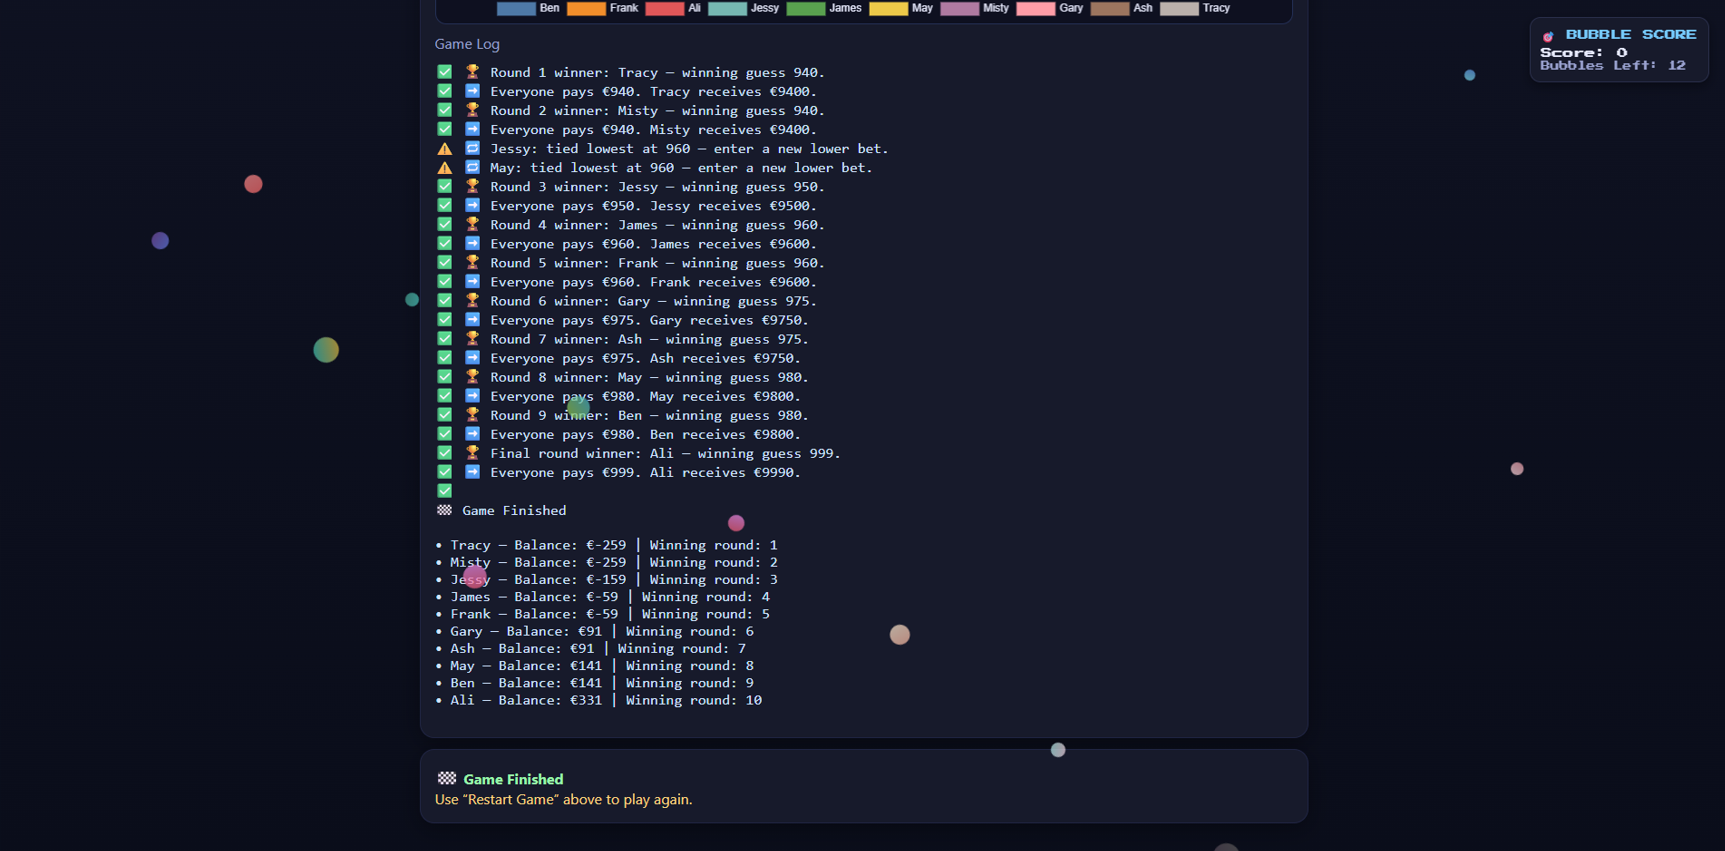 Ben Frank Ali Jessy James May Misty Gary Ash Tracy
BUBBLE SCORE
Score: 0
Bubbles Left: 12
Game Log
Round 1 winner: Tracy — winning guess 940.
Everyone pays €940. Tracy receives €9400.
Round 2 winner: Misty — winning guess 940.
Everyone pays €940. Misty receives €9400.
Jessy: tied lowest at 960 — enter a new lower bet.
May: tied lowest at 960 — enter a new lower bet.
Round 3 winner: Jessy — winning guess 950.
Everyone pays €950. Jessy receives €9500.
Round 4 winner: James — winning guess 960.
Everyone pays €960. James receives €9600.
Round 5 winner: Frank — winning guess 960.
Everyone pays €960. Frank receives €9600.
Round 6 winner: Gary — winning guess 975.
Everyone pays €975. Gary receives €9750.
Round 7 winner: Ash — winning guess 975.
Everyone pays €975. Ash receives €9750.
Round 8 winner: May — winning guess 980.
Everyone pays €980. May receives €9800.
Round 9 winner: Ben — winning guess 980.
Everyone pays €980. Ben receives €9800.
Final round winner: Ali — winning guess 999.
Everyone pays €999. Ali receives €9990.
Game Finished
• Tracy — Balance: €-259 | Winning round: 1
• Misty — Balance: €-259 | Winning round: 2
• Jessy — Balance: €-159 | Winning round: 3
• James — Balance: €-59 | Winning round: 4
• Frank — Balance: €-59 | Winning round: 5
• Gary — Balance: €91 | Winning round: 6
• Ash — Balance: €91 | Winning round: 7
• May — Balance: €141 | Winning round: 8
• Ben — Balance: €141 | Winning round: 9
• Ali — Balance: €331 | Winning round: 10
Game Finished
Use “Restart Game” above to play again.